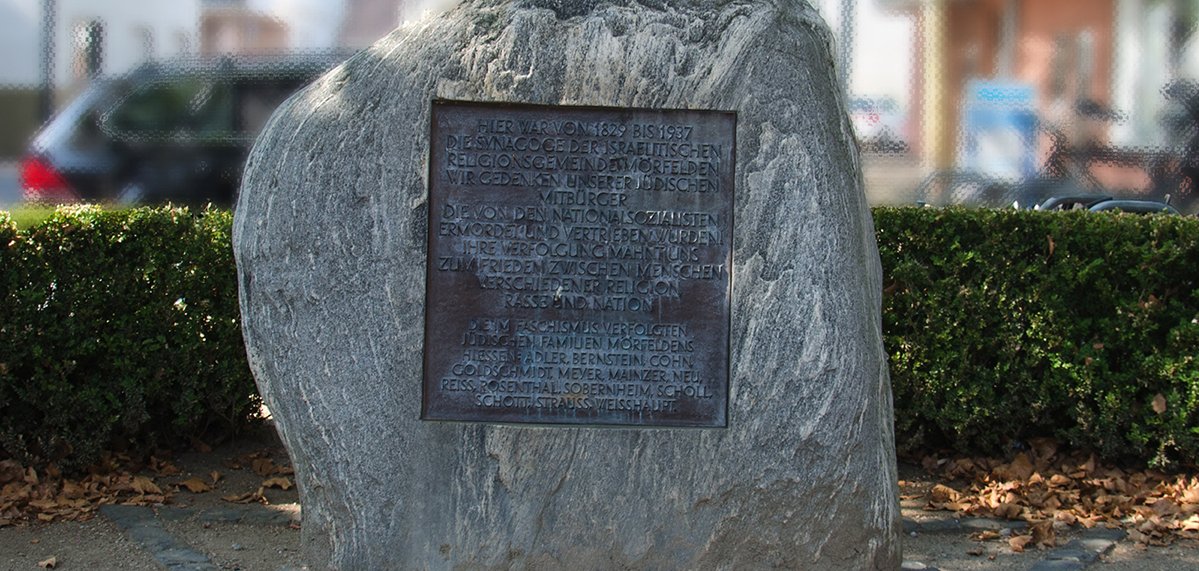 HIER WAR VON 1829 BIS 1937
DIE SYNAGOGE DER ISRAELITISCHEN
RELIGIONSGEMEINDE MÖRFELDEN
WIR GEDENKEN UNSERER JÜDISCHEN
MITBÜRGER
DIE VON DEN NATIONALSOZIALISTEN
ERMORDET UND VERTRIEBEN WURDEN.
IHRE VERFOLGUNG MAHNT UNS
ZUM FRIEDEN ZWISCHEN MENSCHEN
VERSCHIEDENER RELIGION
RASSE UND NATION
DIE IM FASCHISMUS VERFOLGTEN
JÜDISCHEN FAMILIEN MÖRFELDENS
HIESSEN: ADLER, BERNSTEIN, COHN,
GOLDSCHMIDT, MEYER, MAINZER, NEU,
REISS, ROSENTHAL, SOBERNHEIM, SCHOLL,
SCHOTT, STRAUSS, WEISSHAUPT.